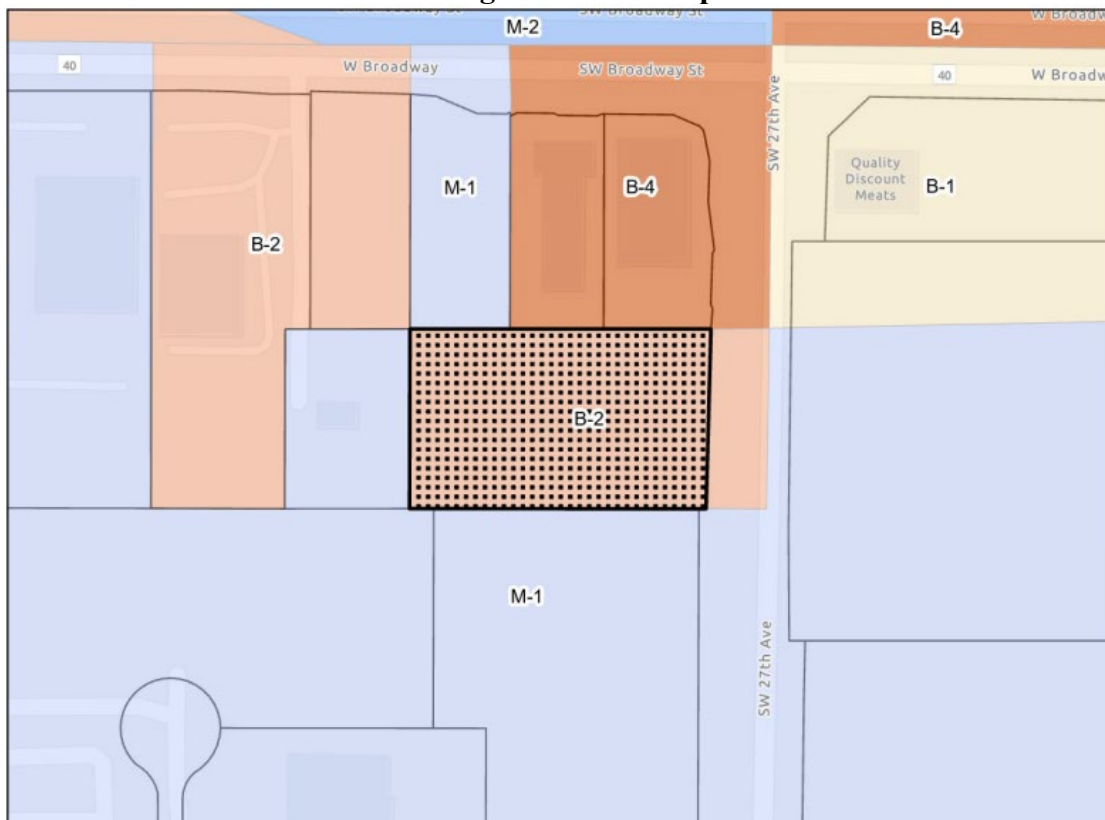 SW Broadway St
W Broadway
M-2
B-4
40
W Broadway
SW Broadway St
40
W Broadw
SW 27th Ave
Quality
Discount
Meats
M-1
B-4
B-1
B-2
B-2
M-1
SW 27th Ave